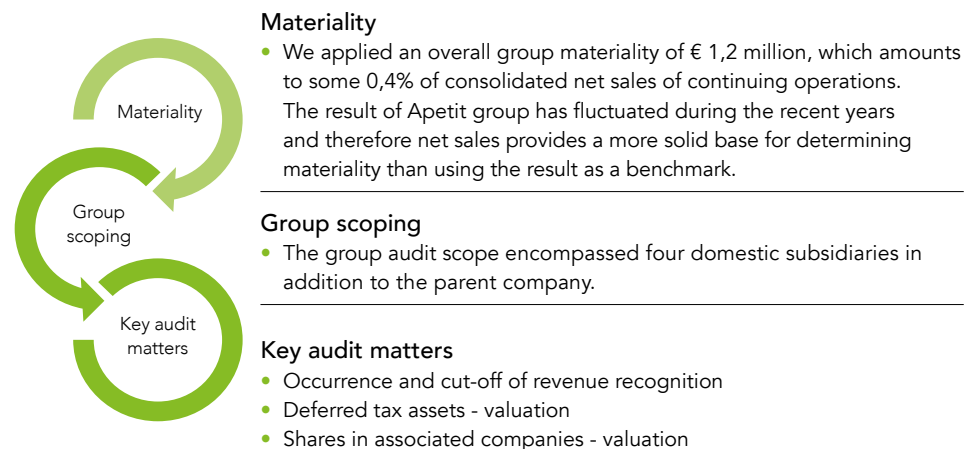 Materiality
• We applied an overall group materiality of € 1,2 million, which amounts
to some 0,4% of consolidated net sales of continuing operations.
The result of Apetit group has fluctuated during the recent years
and therefore net sales provides a more solid base for determining
materiality than using the result as a benchmark.
Materiality
Group scoping
• The group audit scope encompassed four domestic subsidiaries in
addition to the parent company.
Group
scoping
Key audit matters
• Occurrence and cut-off of revenue recognition
• Deferred tax assets - valuation
• Shares in associated companies - valuation
Key audit
matters